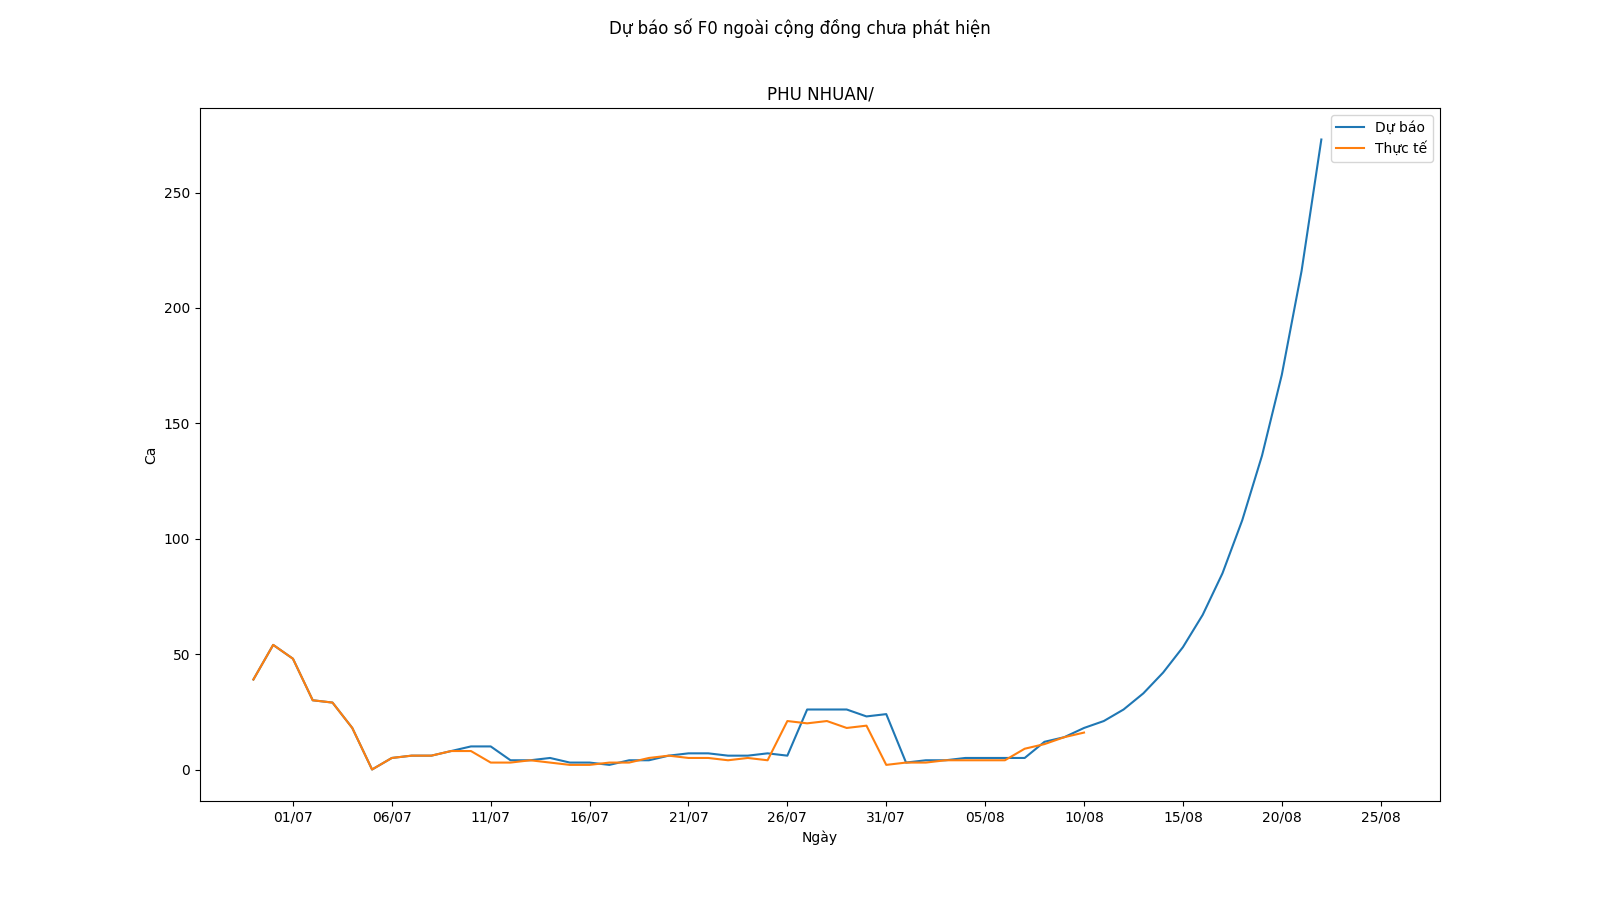 Dự báo số F0 ngoài cộng đồng chưa phát hiện
PHU NHUAN/
Dự báo
Thực tế
250
200
150
100
50
0
Ca
01/07 06/07 11/07 16/07 21/07 26/07 31/07 05/08 10/08 15/08 20/08 25/08
Ngày